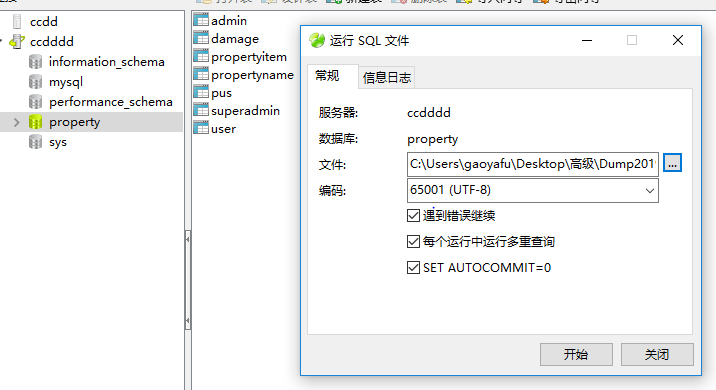 ccdd
ccdddd
information_schema
mysql
performance_schema
property
sys
admin
damage
propertyitem
propertyname
pus
superadmin
user
运行 SQL 文件
常规
信息日志
服务器:
ccdddd
数据库:
property
文件:
C:\Users\gaoyafu\Desktop\高级\Dump201
...
编码:
65001 (UTF-8)
遇到错误继续
每个运行中运行多重查询
SET AUTOCOMMIT=0
开始
关闭